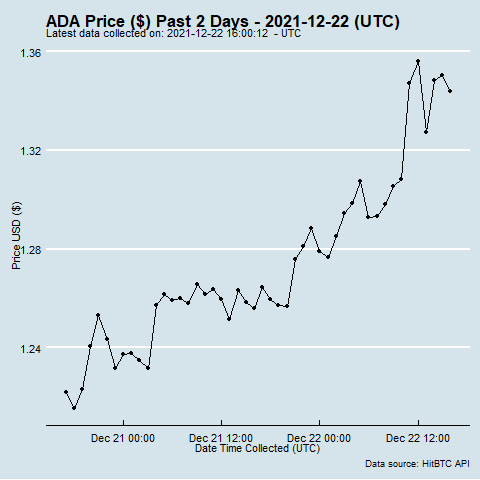 ADA Price ($) Past 2 Days - 2021-12-22 (UTC)
Latest data collected on: 2021-12-22 16:00:12 - UTC
1.36
1.32
1.28
1.24
Price USD ($)
Dec 21 00:00 Dec 21 12:00 Dec 22 00:00 Dec 22 12:00
Date Time Collected (UTC)
Data source: HitBTC API